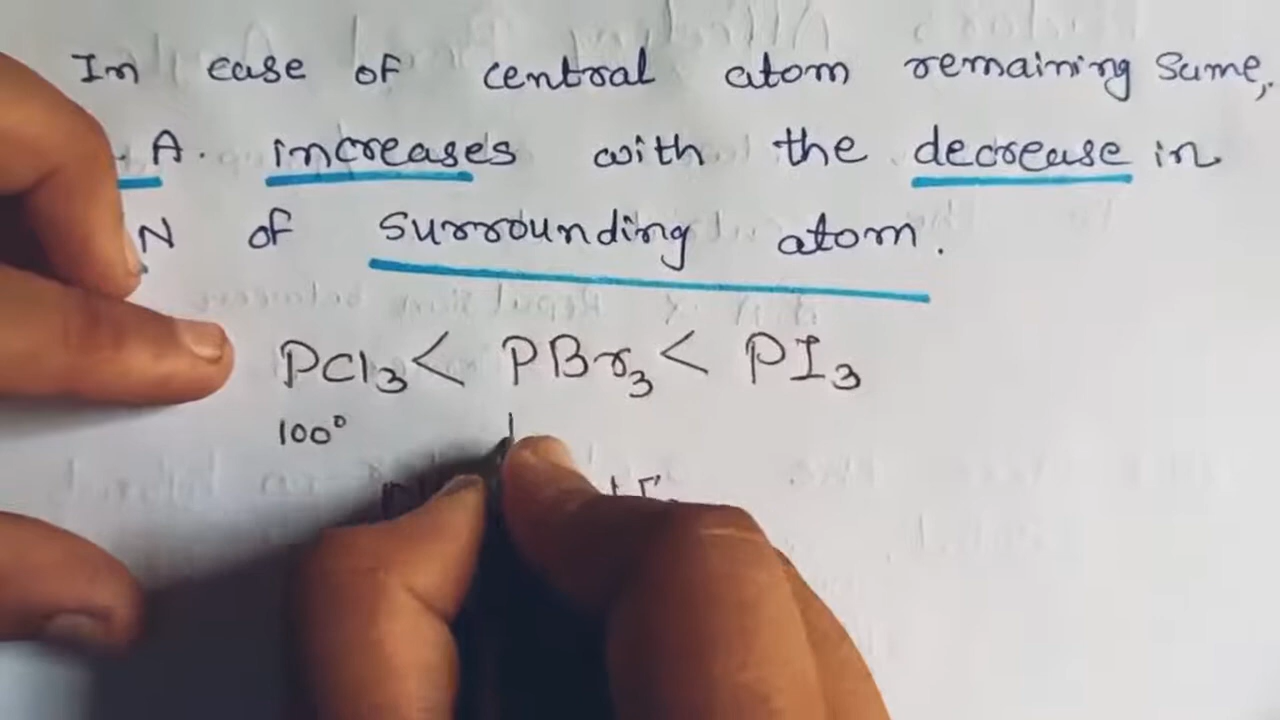 In case of central atom remaining same,
A. increases with the decrease in
N of surrounding atom.
PCl3 < PBr3 < PI3
100°